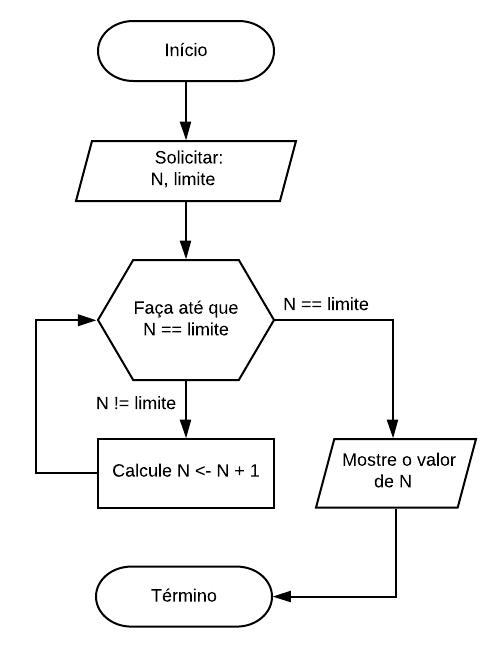 Início
Solicitar:
N, limite
Faça até que
N == limite
N == limite
N != limite
Calcule N <- N + 1
Mostre o valor
de N
Término